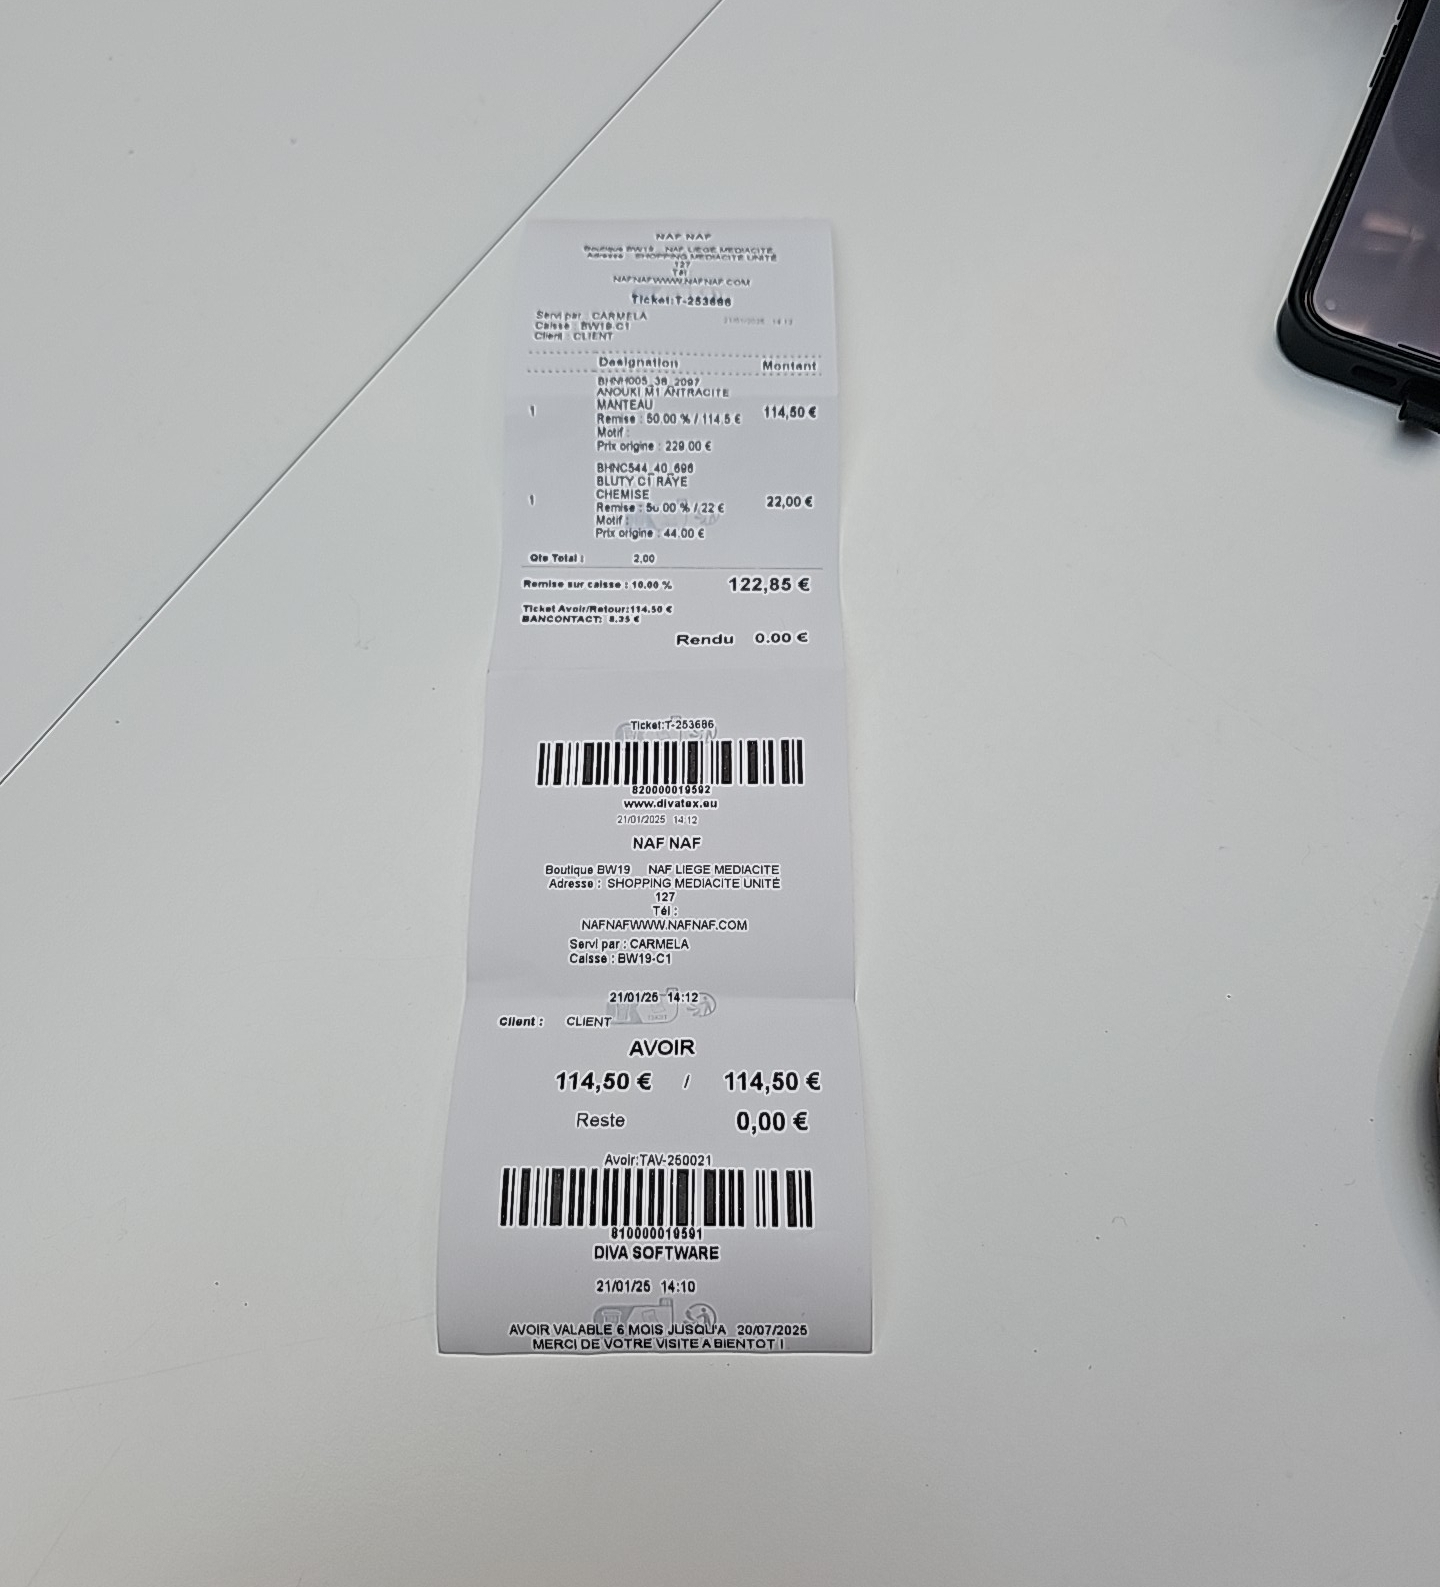 NAF NAF
Boutique BW19 NAF LIEGE MEDIACITE
Adresse : SHOPPING MEDIACITE UNITÉ
127
Tél :
NAFNAFWWW.NAFNAF.COM
Ticket:T-253686
Servi par : CARMELA
21/01/2025 14:12
Caisse : BW19-C1
Client : CLIENT
Designation Montant
ANOUKI M1 ANTRACITE
1 MANTEAU 114,50 €
Remise : 50.00 % / 114.5 €
Motif :
Prix origine : 229.00 €
BHNC544_40_696
BLUTY C1 RAYE
1 CHEMISE 22,00 €
Remise : 50.00 % / 22 €
Motif :
Prix origine : 44.00 €
Qte Total : 2,00
Remise sur caisse : 10,00 % 122,85 €
Ticket Avoir/Retour:114.50 €
BANCONTACT: 8.35 €
Rendu 0.00 €
Ticket:T-253686
820000019592
www.divatex.eu
21/01/2025 14:12
NAF NAF
Boutique BW19 NAF LIEGE MEDIACITE
Adresse : SHOPPING MEDIACITE UNITÉ
127
Tél :
NAFNAFWWW.NAFNAF.COM
Servi par : CARMELA
Caisse : BW19-C1
21/01/25 14:12
Client : CLIENT
AVOIR
114,50 € / 114,50 €
Reste 0,00 €
Avoir:TAV-250021
810000019591
DIVA SOFTWARE
21/01/25 14:10
AVOIR VALABLE 6 MOIS JUSQU'A 20/07/2025
MERCI DE VOTRE VISITE A BIENTOT !